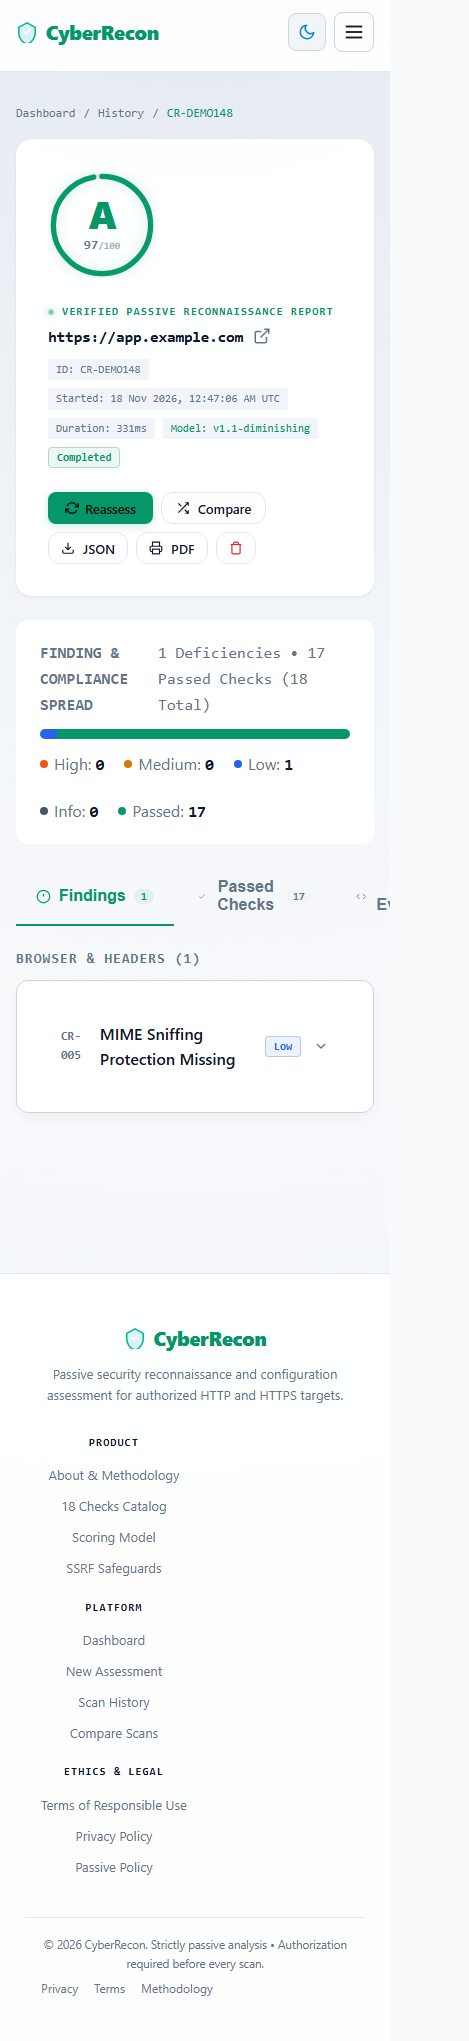 CyberRecon
Dashboard / History / CR-DEMO148
A
97/100
VERIFIED PASSIVE RECONNAISSANCE REPORT
https://app.example.com
ID: CR-DEMO148
Started: 18 Nov 2026, 12:47:06 AM UTC
Duration: 331ms Model: v1.1-diminishing
Completed
Reassess Compare
JSON PDF
FINDING & COMPLIANCE SPREAD
1 Deficiencies • 17 Passed Checks (18 Total)
High: 0 Medium: 0 Low: 1
Info: 0 Passed: 17
Findings 1 Passed Checks 17 Ev
BROWSER & HEADERS (1)
CR-005 MIME Sniffing Protection Missing Low
CyberRecon
Passive security reconnaissance and configuration
assessment for authorized HTTP and HTTPS targets.
PRODUCT
About & Methodology
18 Checks Catalog
Scoring Model
SSRF Safeguards
PLATFORM
Dashboard
New Assessment
Scan History
Compare Scans
ETHICS & LEGAL
Terms of Responsible Use
Privacy Policy
Passive Policy
© 2026 CyberRecon. Strictly passive analysis • Authorization
required before every scan.
Privacy Terms Methodology